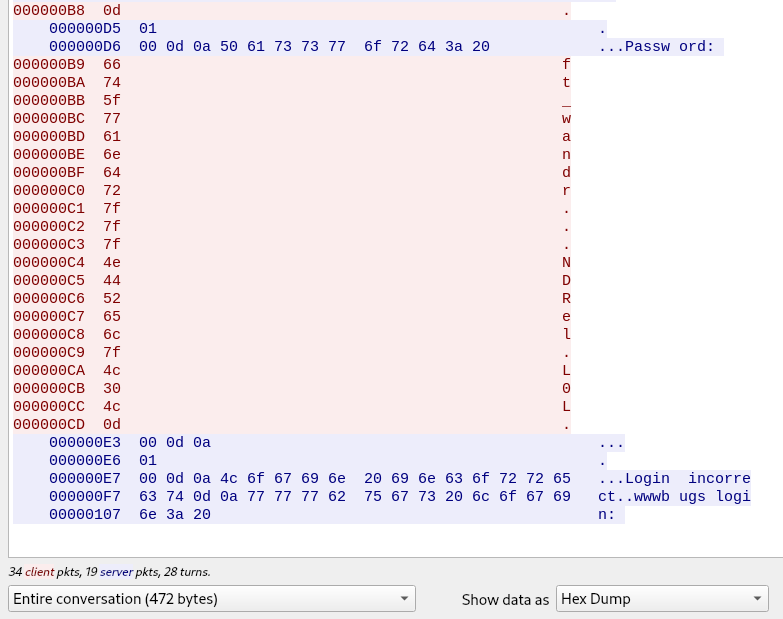 000000B8 0d .
000000D5 01 .
000000D6 00 0d 0a 50 61 73 73 77 6f 72 64 3a 20 ...Passw ord:
000000B9 66 f
000000BA 74 t
000000BB 5f _
000000BC 77 w
000000BD 61 a
000000BE 6e n
000000BF 64 d
000000C0 72 r
000000C1 7f .
000000C2 7f .
000000C3 7f .
000000C4 4e N
000000C5 44 D
000000C6 52 R
000000C7 65 e
000000C8 6c l
000000C9 7f .
000000CA 4c L
000000CB 30 0
000000CC 4c L
000000CD 0d .
000000E3 00 0d 0a ...
000000E6 01 .
000000E7 00 0d 0a 4c 6f 67 69 6e 20 69 6e 63 6f 72 72 65 ...Login incorre
000000F7 63 74 0d 0a 77 77 77 62 75 67 73 20 6c 6f 67 69 ct..wwwb ugs logi
00000107 6e 3a 20 n:
34 client pkts, 19 server pkts, 28 turns.
Entire conversation (472 bytes) Show data as Hex Dump